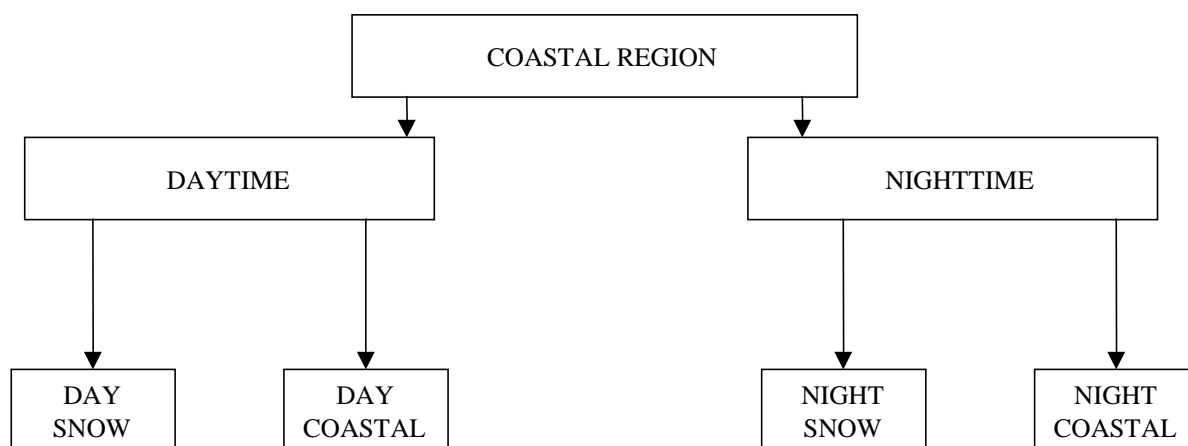 COASTAL REGION
DAYTIME
NIGHTTIME
DAY
SNOW
DAY
COASTAL
NIGHT
SNOW
NIGHT
COASTAL